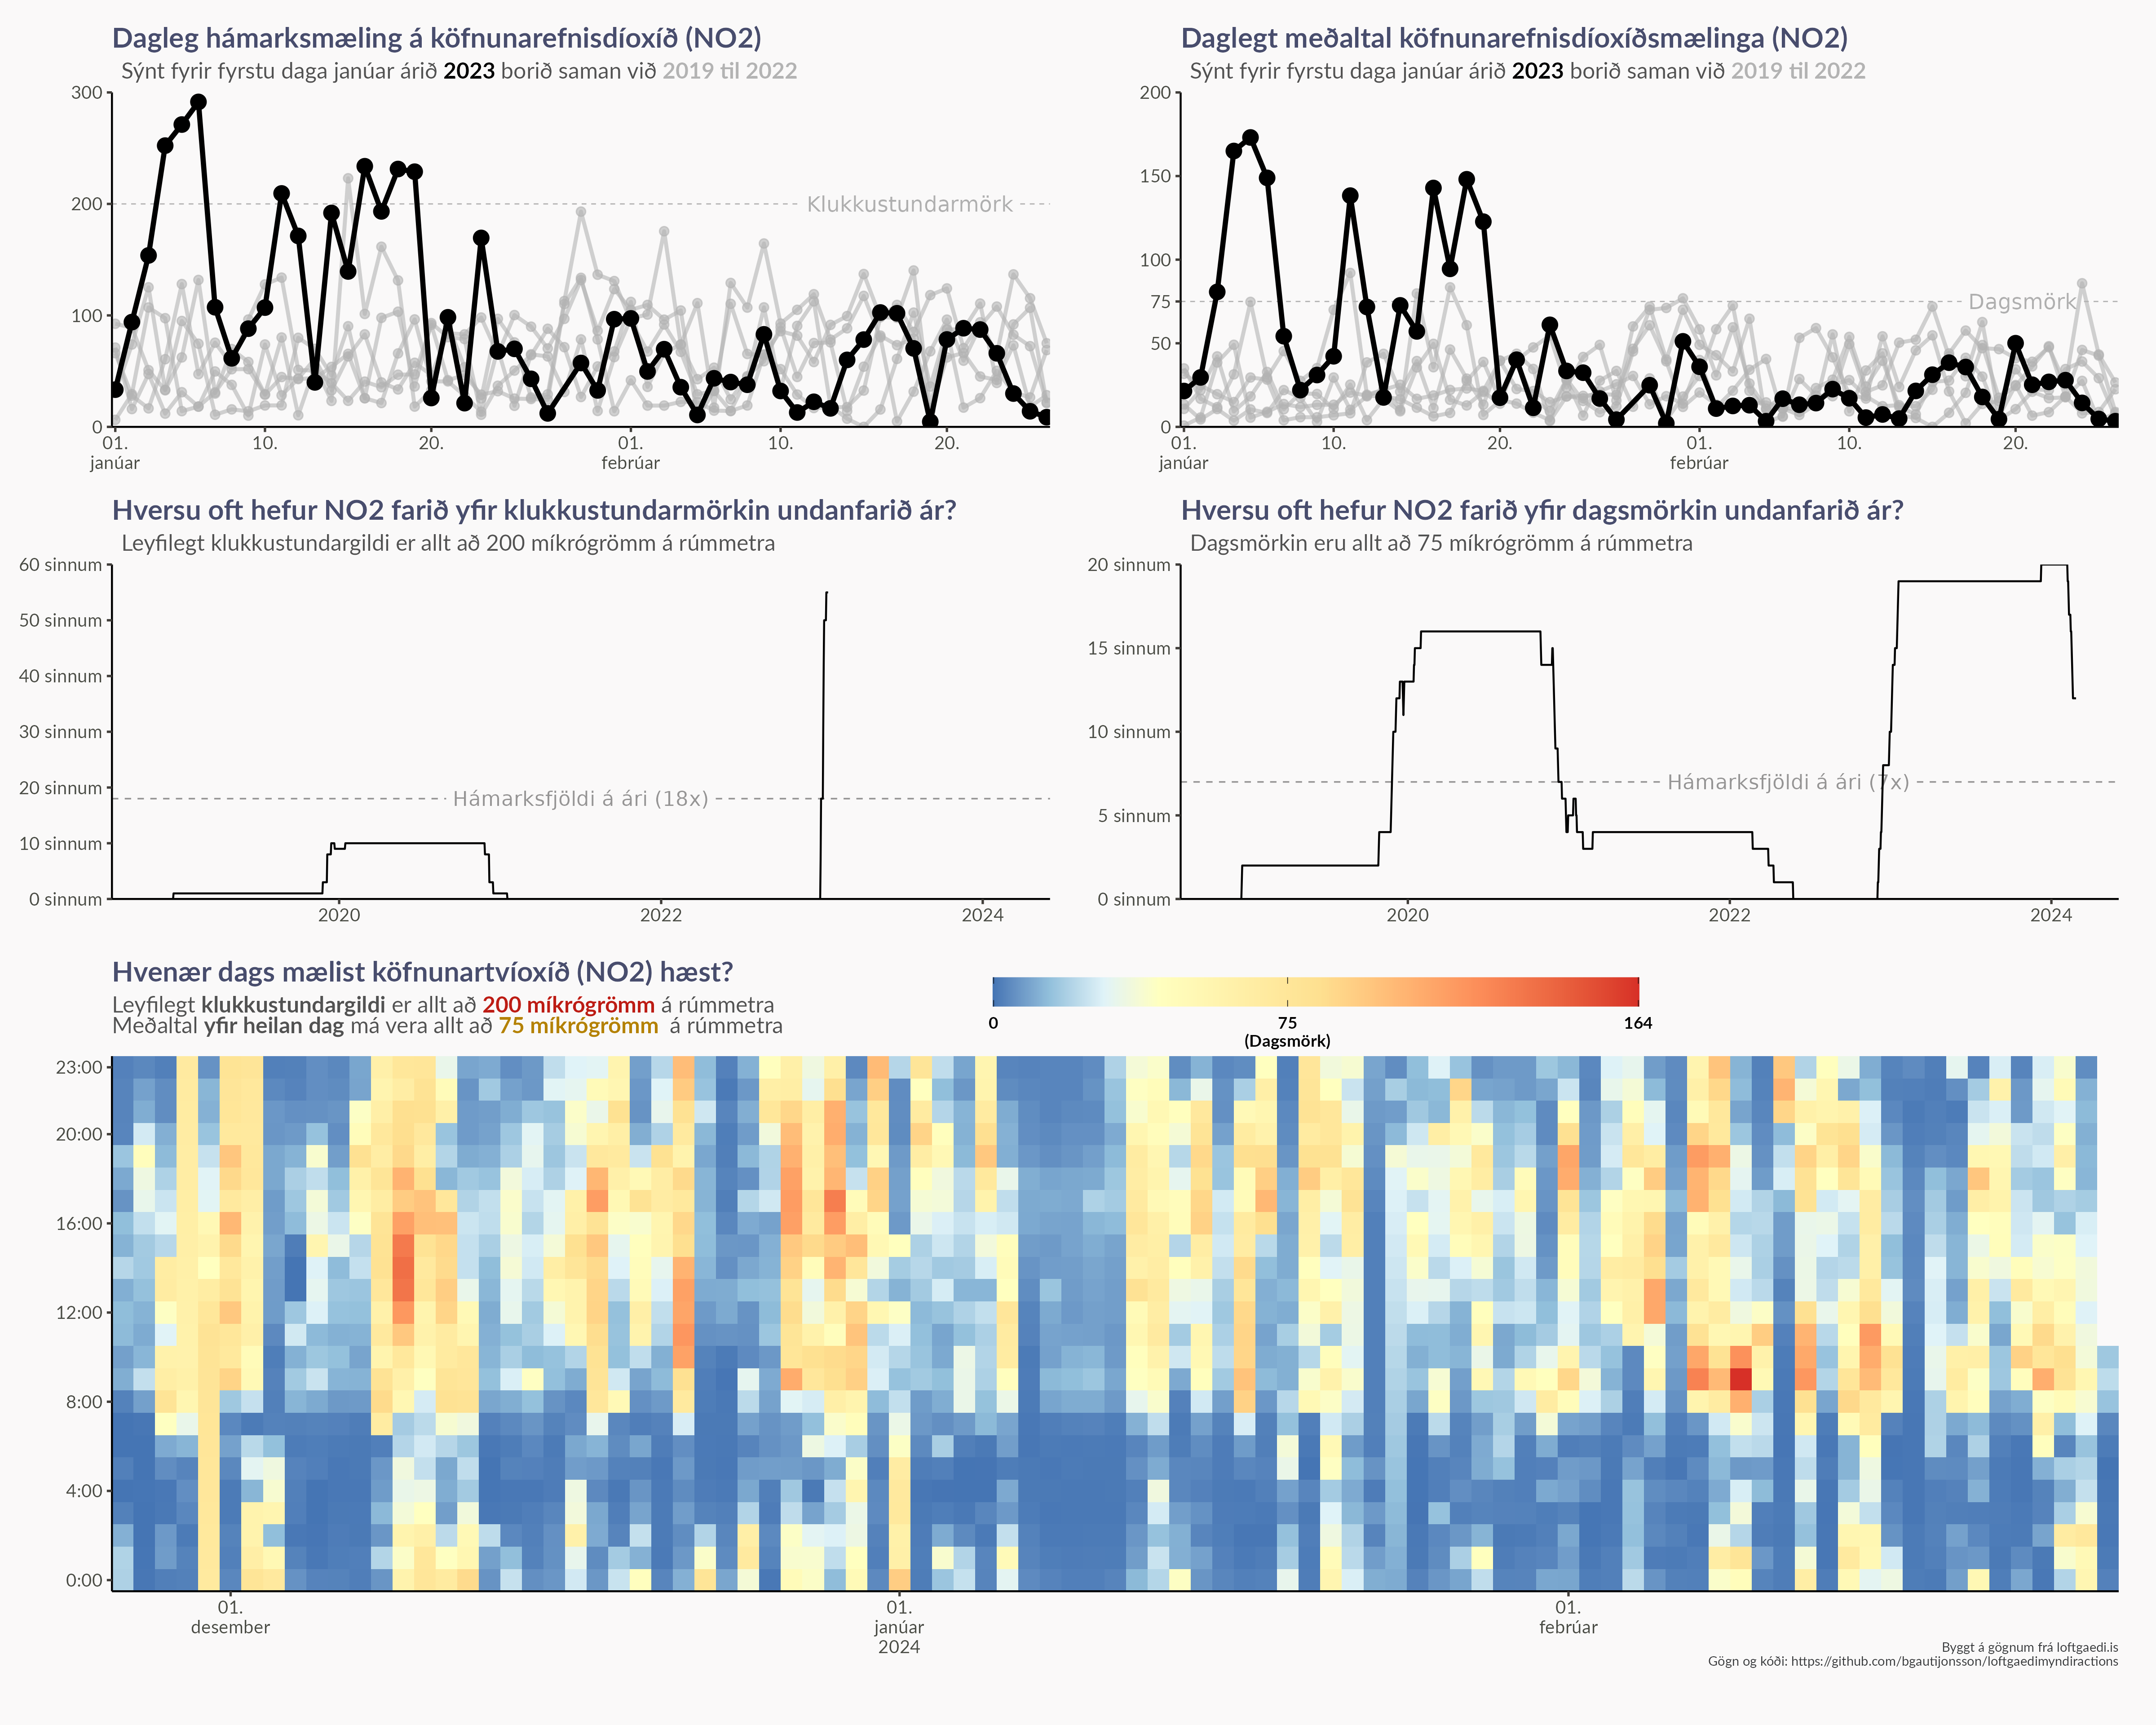 Dagleg hámarksmæling á köfnunarefnisdíoxíð (NO2)
Sýnt fyrir fyrstu daga janúar árið 2023 borið saman við 2019 til 2022
300
200
100
0
Klukkustundarmörk
01.
janúar
10.
20.
01.
febrúar
10.
20.
Daglegt meðaltal köfnunarefnisdíoxíðsmælinga (NO2)
Sýnt fyrir fyrstu daga janúar árið 2023 borið saman við 2019 til 2022
200
150
100
75
50
0
Dagsmörk
01.
janúar
10.
20.
01.
febrúar
10.
20.
Hversu oft hefur NO2 farið yfir klukkustundarmörkin undanfarið ár?
Leyfilegt klukkustundargildi er allt að 200 míkrógrömm á rúmmetra
60 sinnum
50 sinnum
40 sinnum
30 sinnum
20 sinnum
10 sinnum
0 sinnum
Hámarksfjöldi á ári (18x)
2020
2022
2024
Hversu oft hefur NO2 farið yfir dagsmörkin undanfarið ár?
Dagsmörkin eru allt að 75 míkrógrömm á rúmmetra
20 sinnum
15 sinnum
10 sinnum
5 sinnum
0 sinnum
Hámarksfjöldi á ári (7x)
2020
2022
2024
Hvenær dags mælist köfnunartvíoxíð (NO2) hæst?
Leyfilegt klukkustundargildi er allt að 200 míkrógrömm á rúmmetra
Meðaltal yfir heilan dag má vera allt að 75 míkrógrömm á rúmmetra
0
75
(Dagsmörk)
164
23:00
20:00
16:00
12:00
8:00
4:00
0:00
01.
desember
01.
janúar
2024
01.
febrúar
Byggt á gögnum frá loftgaedi.is
Gögn og kóði: https://github.com/bgautijonsson/loftgaedimyndiractions